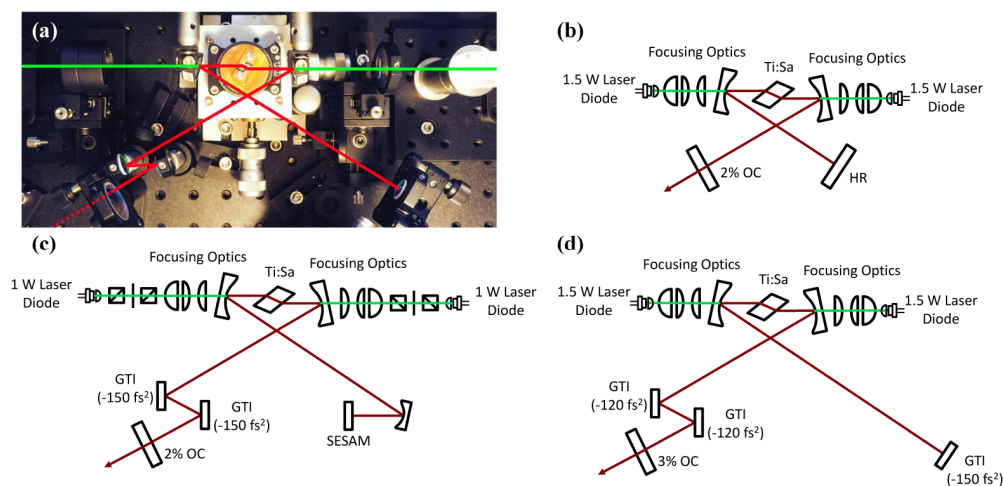 (a)
(b)
Focusing Optics
Ti:Sa
Focusing Optics
1.5 W Laser
Diode
1.5 W Laser
Diode
2% OC
HR
(c)
Focusing Optics
Ti:Sa
Focusing Optics
1 W Laser
Diode
1 W Laser
Diode
GTI
(-150 fs²)
GTI
(-150 fs²)
SESAM
2% OC
(d)
Focusing Optics
Ti:Sa
Focusing Optics
1.5 W Laser
Diode
1.5 W Laser
Diode
GTI
(-120 fs²)
GTI
(-120 fs²)
3% OC
GTI
(-150 fs²)